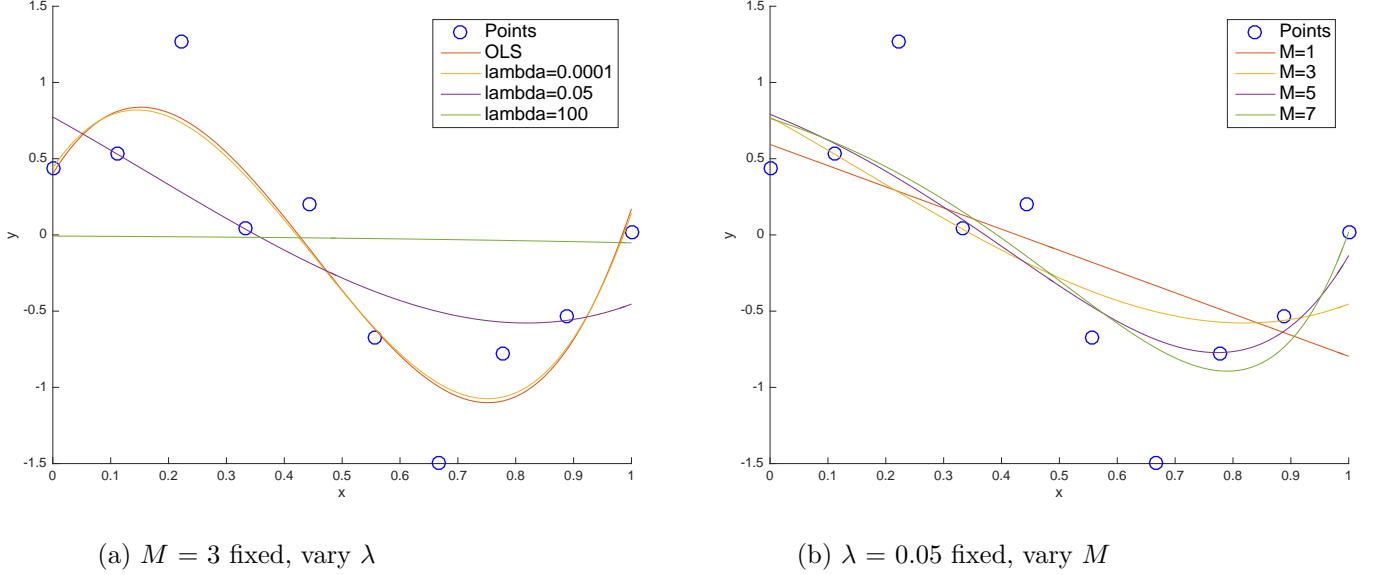 1.5
1
0.5
0
-0.5
-1
-1.5
y
0 0.1 0.2 0.3 0.4 0.5 0.6 0.7 0.8 0.9 1
x
Points
OLS
lambda=0.0001
lambda=0.05
lambda=100
(a) M = 3 fixed, vary λ
1.5
1
0.5
0
-0.5
-1
-1.5
y
0 0.1 0.2 0.3 0.4 0.5 0.6 0.7 0.8 0.9 1
x
Points
M=1
M=3
M=5
M=7
(b) λ = 0.05 fixed, vary M